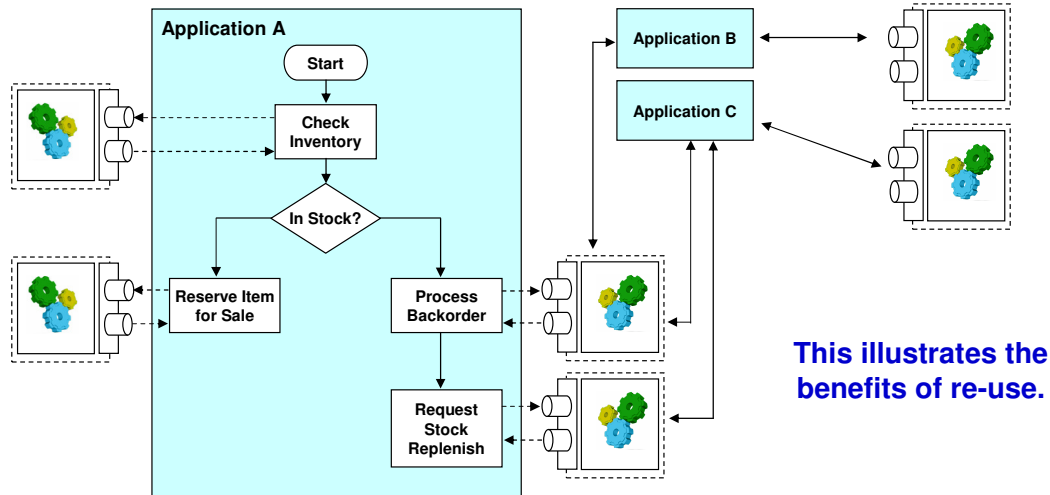 Application A
Start
Check
Inventory
In Stock?
Reserve Item
for Sale
Process
Backorder
Request
Stock
Replenish
Application B
Application C
This illustrates the
benefits of re-use.